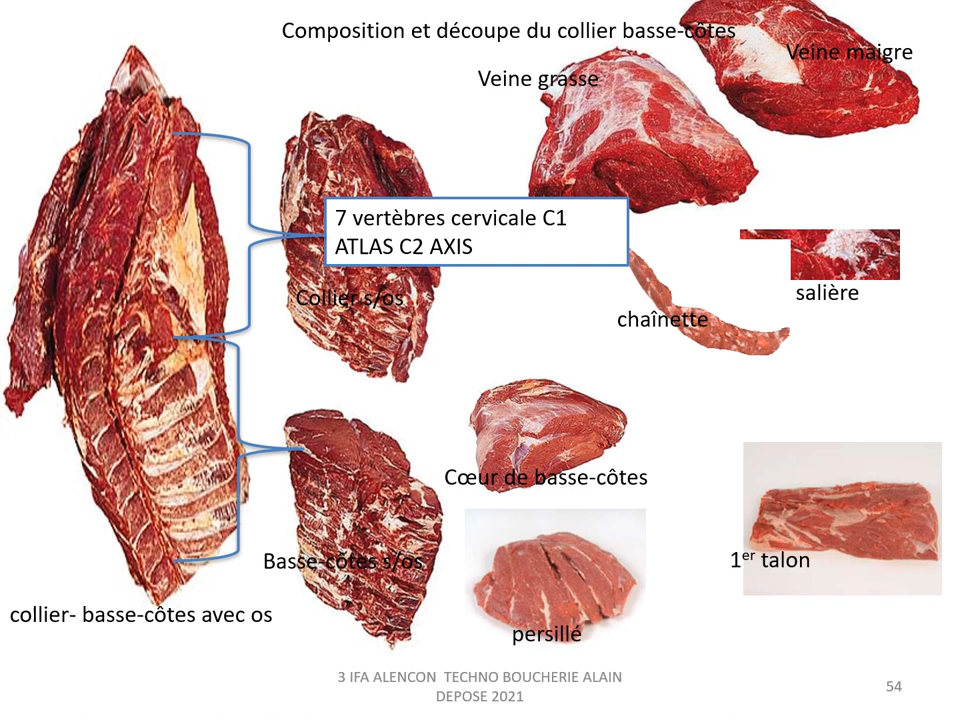 Composition et découpe du collier basse-côtes
Veine maigre
Veine grasse
7 vertèbres cervicale C1
ATLAS C2 AXIS
Collier s/os
salière
chaînette
Cœur de basse-côtes
Basse-côtes s/os
1er talon
collier- basse-côtes avec os
persillé
3 IFA ALENCON TECHNO BOUCHERIE ALAIN
DEPOSE 2021
54